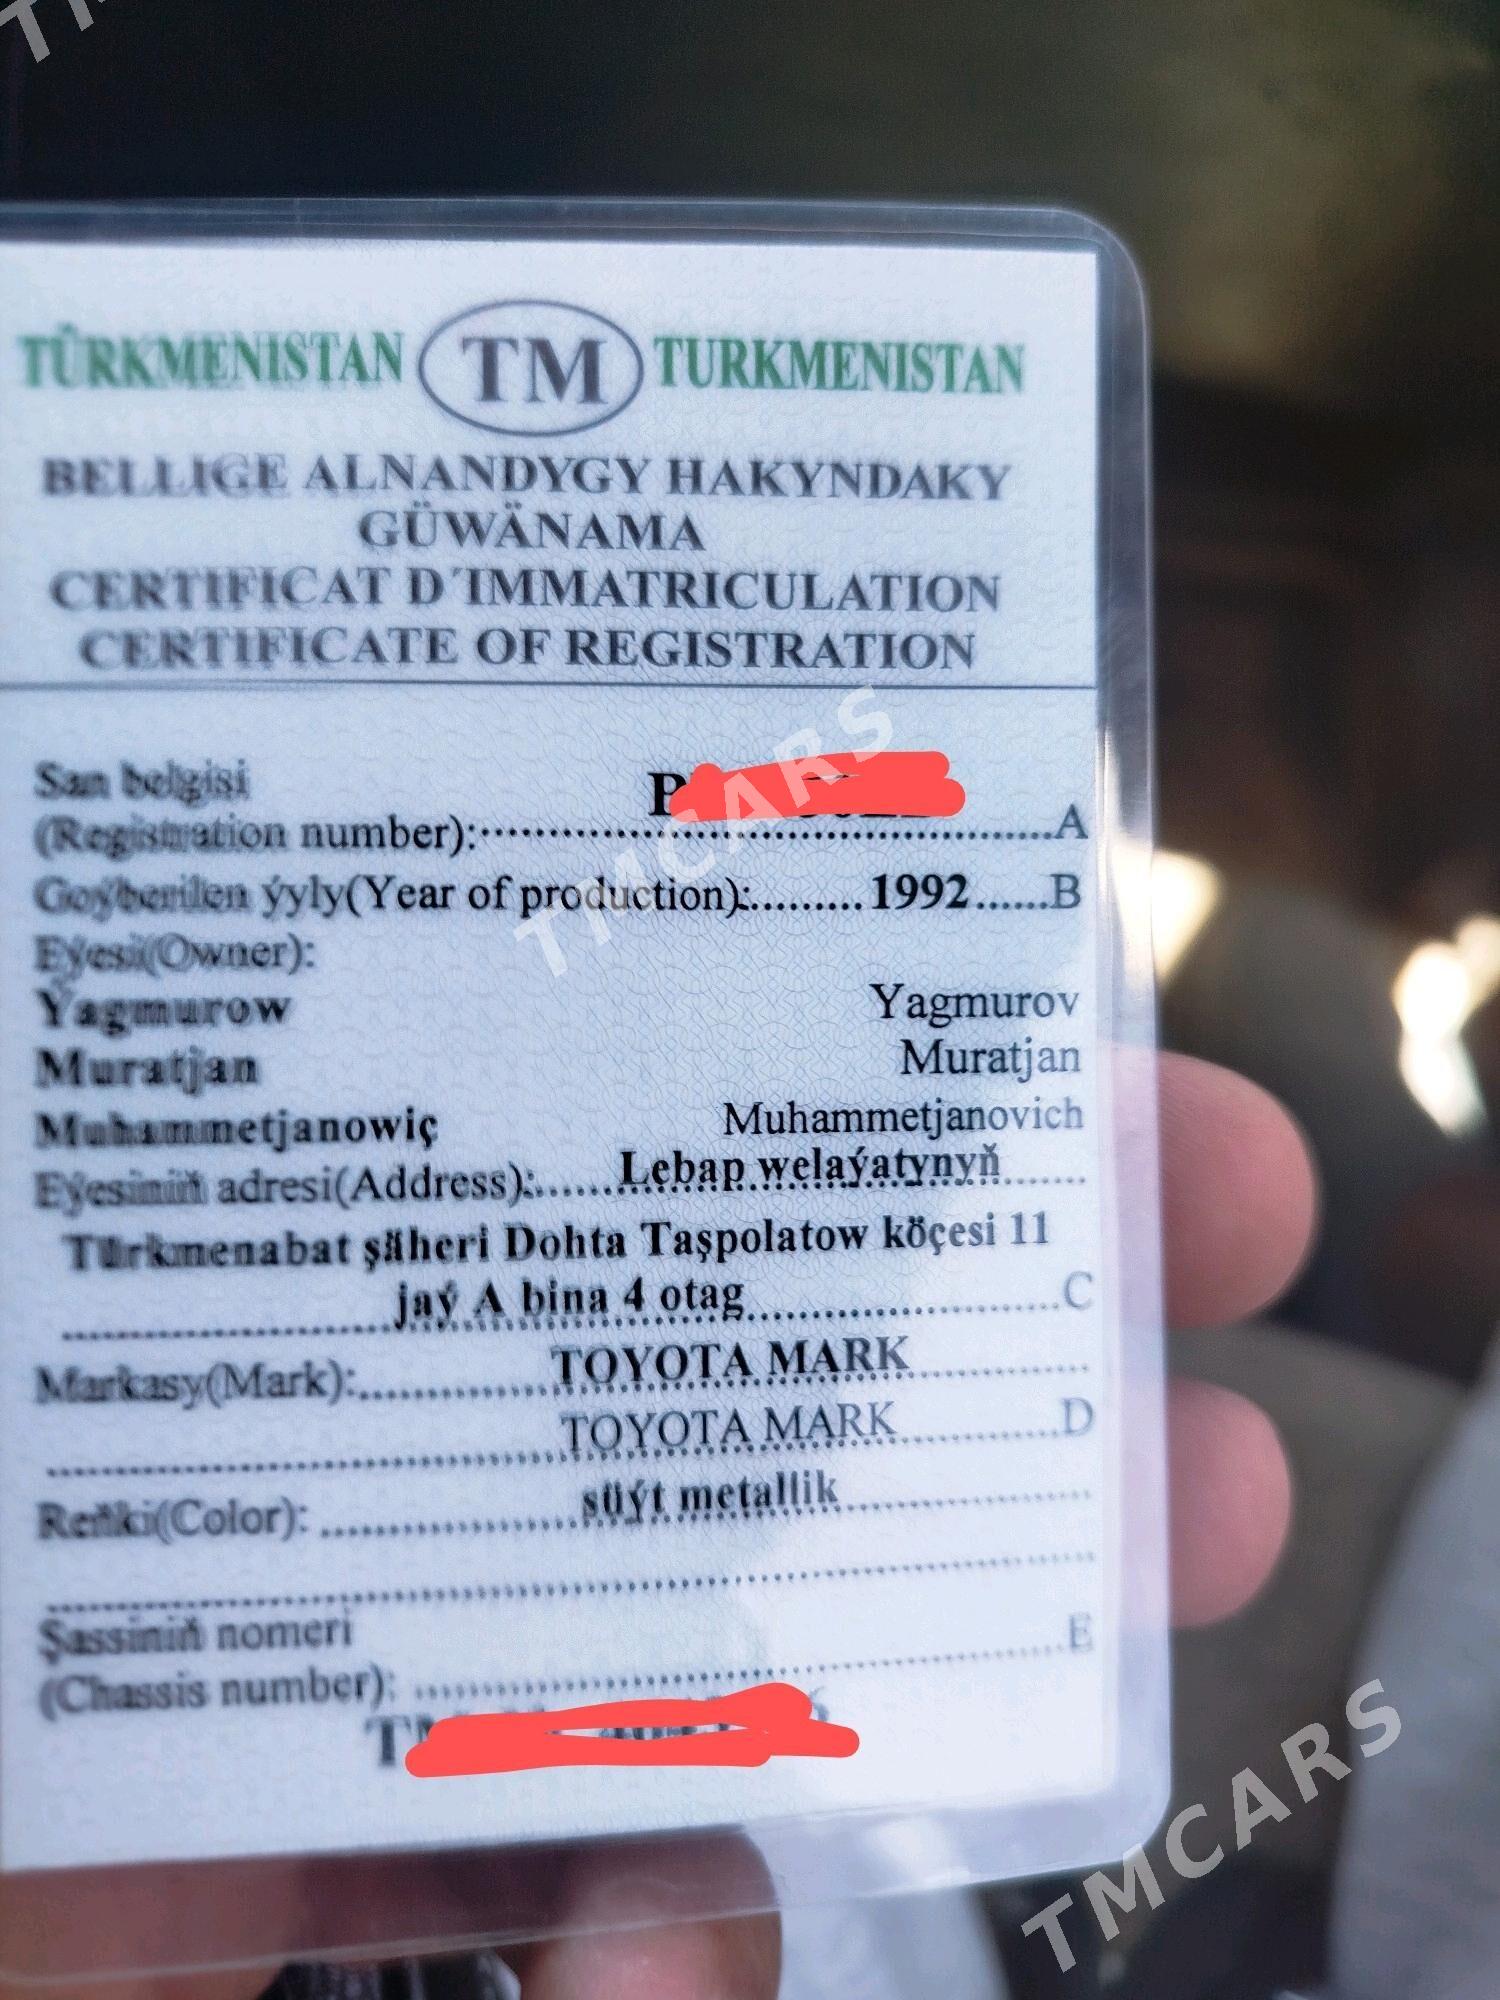 TÜRKMENISTAN TM TURKMENISTAN
BELLIGE ALNANDYGY HAKYNDAKY
GÜWÄNAMA
CERTIFICAT D´IMMATRICULATION
CERTIFICATE OF REGISTRATION
San belgisi
(Registration number): A
Goýberilen ýyly(Year of production): 1992 B
Eýesi(Owner):
Ýagmurow Yagmurov
Muratjan Muratjan
Muhammetjanowiç Muhammetjanovich
Eýesiniň adresi(Address): Lebap welaýatynyň
Türkmenabat şäheri Dohta Taşpolatow köçesi 11
jaý A bina 4 otag C
Markasy(Mark): TOYOTA MARK
TOYOTA MARK D
Reňki(Color): süýt metallik
Şassiniň nomeri E
(Chassis number):
TMCARS
TMCARS